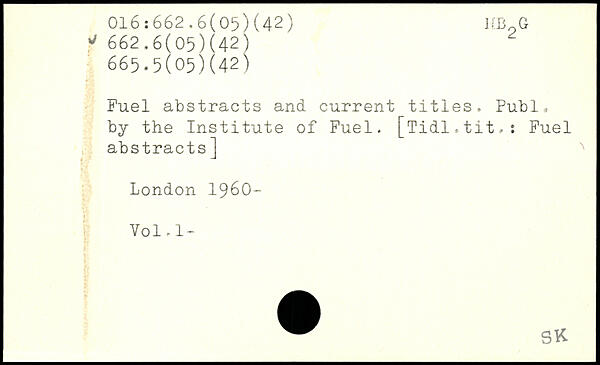 016:662.6(05)(42) HB₂G
662.6(05)(42)
665.5(05)(42)
Fuel abstracts and current titles. Publ.
by the Institute of Fuel. [Tidl.tit.: Fuel
abstracts]
London 1960-
Vol.1-
SK